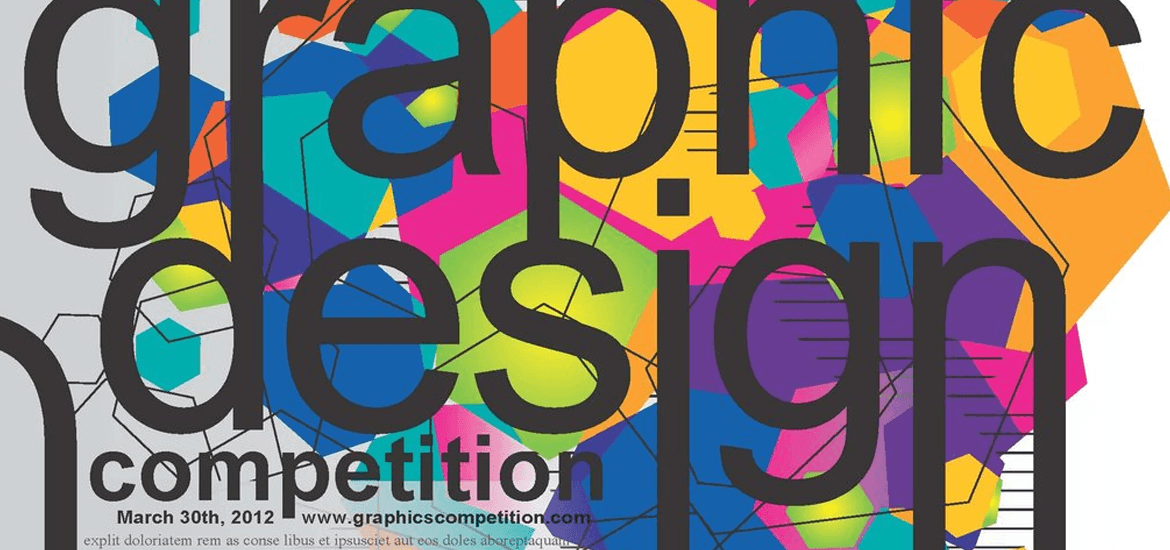 graphic
design
competition
March 30th, 2012 www.graphicscompetition.com
explit doloriatem rem as conse libus et ipsusciet aut eos doles aboreptaquam